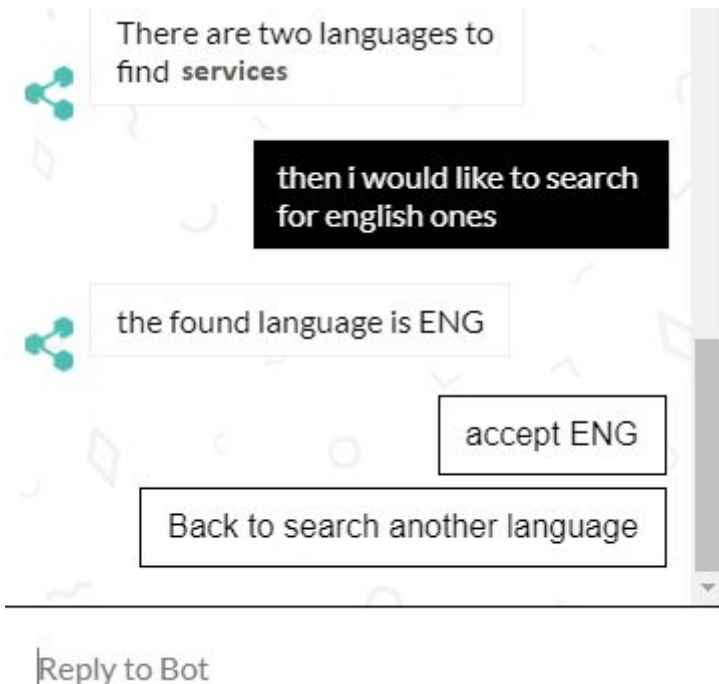 There are two languages to
find services
then i would like to search
for english ones
the found language is ENG
accept ENG
Back to search another language
Reply to Bot